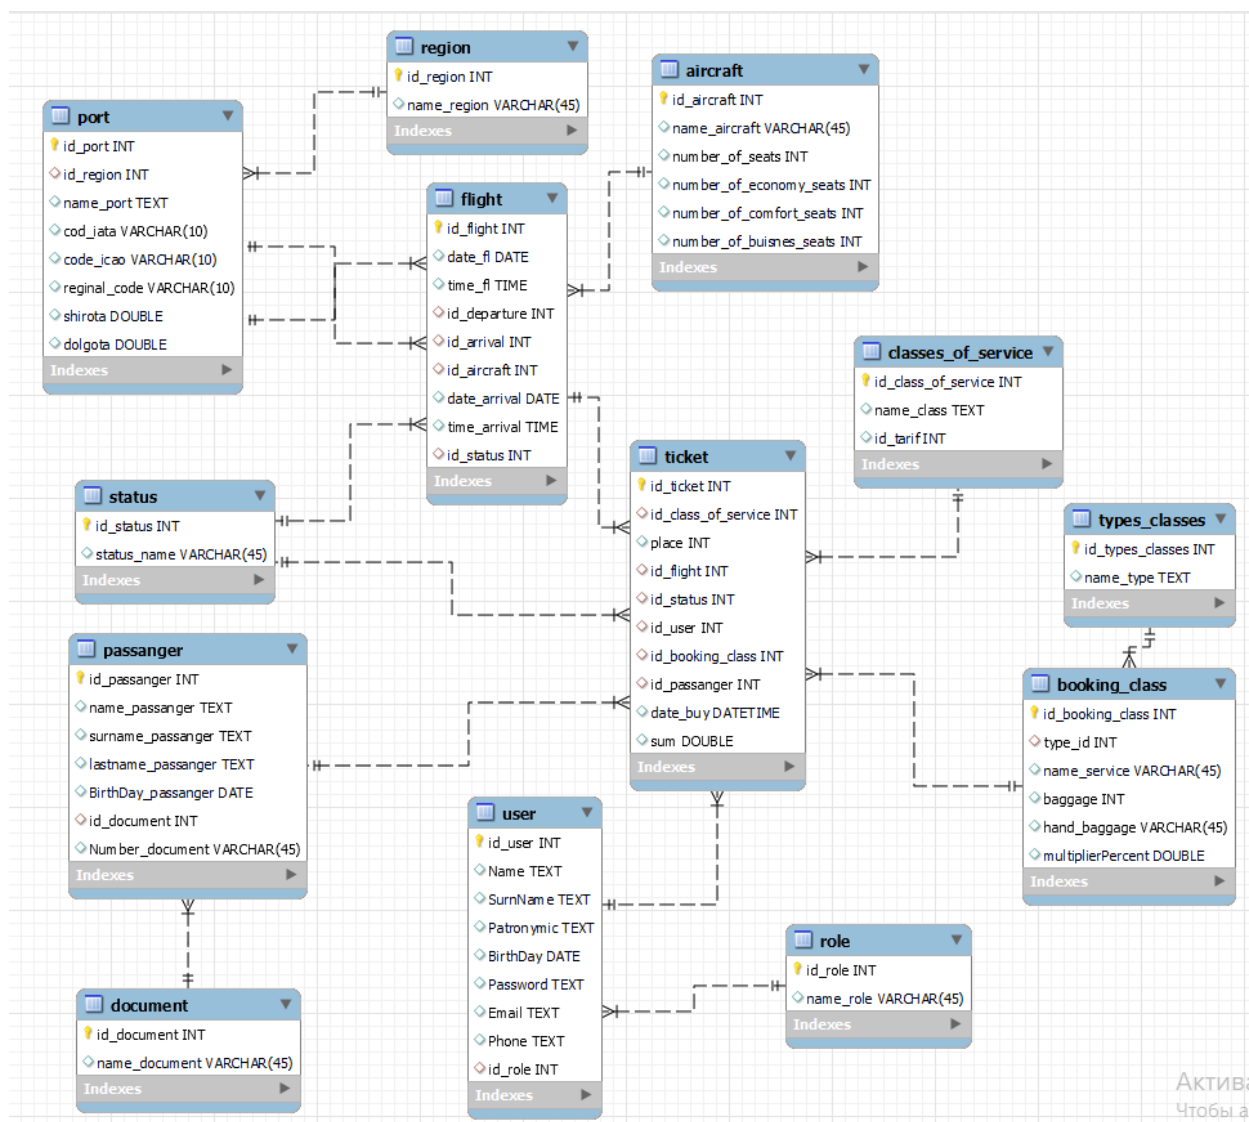 region
id_region INT
name_region VARCHAR(45)
Indexes
aircraft
id_aircraft INT
name_aircraft VARCHAR(45)
number_of_seats INT
number_of_economy_seats INT
number_of_comfort_seats INT
number_of_buisnes_seats INT
Indexes
port
id_port INT
id_region INT
name_port TEXT
cod_iata VARCHAR(10)
code_icao VARCHAR(10)
reginal_code VARCHAR(10)
shirota DOUBLE
dolgota DOUBLE
Indexes
flight
id_flight INT
date_fl DATE
time_fl TIME
id_departure INT
id_arrival INT
id_aircraft INT
date_arrival DATE
time_arrival TIME
id_status INT
Indexes
classes_of_service
id_class_of_service INT
name_class TEXT
id_tarif INT
Indexes
ticket
id_ticket INT
id_class_of_service INT
place INT
id_flight INT
id_status INT
id_user INT
id_booking_class INT
id_passanger INT
date_buy DATETIME
sum DOUBLE
Indexes
status
id_status INT
status_name VARCHAR(45)
Indexes
types_classes
id_types_classes INT
name_type TEXT
Indexes
passanger
id_passanger INT
name_passanger TEXT
surname_passanger TEXT
lastname_passanger TEXT
BirthDay_passanger DATE
id_document INT
Number_document VARCHAR(45)
Indexes
booking_class
id_booking_class INT
type_id INT
name_service VARCHAR(45)
baggage INT
hand_baggage VARCHAR(45)
multiplierPercent DOUBLE
Indexes
user
id_user INT
Name TEXT
SurnName TEXT
Patronymic TEXT
BirthDay DATE
Password TEXT
Email TEXT
Phone TEXT
id_role INT
Indexes
role
id_role INT
name_role VARCHAR(45)
Indexes
document
id_document INT
name_document VARCHAR(45)
Indexes
Актива
Чтобы а